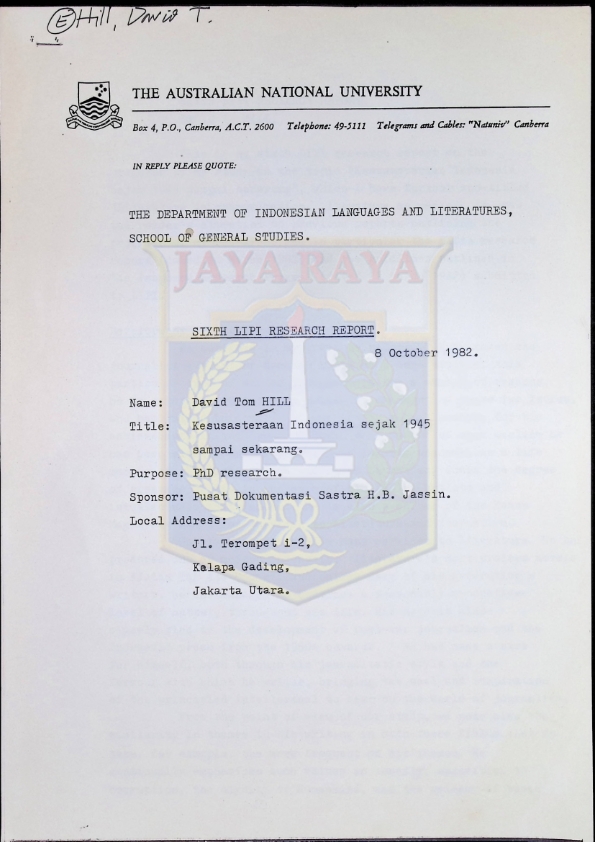 Ⓔ Hill, David T.
THE AUSTRALIAN NATIONAL UNIVERSITY
Box 4, P.O., Canberra, A.C.T. 2600 Telephone: 49-5111 Telegrams and Cables: "Natuniv" Canberra
IN REPLY PLEASE QUOTE:
THE DEPARTMENT OF INDONESIAN LANGUAGES AND LITERATURES,
SCHOOL OF GENERAL STUDIES.
JAYA RAYA
SIXTH LIPI RESEARCH REPORT.
8 October 1982.
Name: David Tom HILL
Title: Kesusasteraan Indonesia sejak 1945
sampai sekarang.
Purpose: PhD research.
Sponsor: Pusat Dokumentasi Sastra H.B. Jassin.
Local Address:
Jl. Terompet i-2,
Kelapa Gading,
Jakarta Utara.